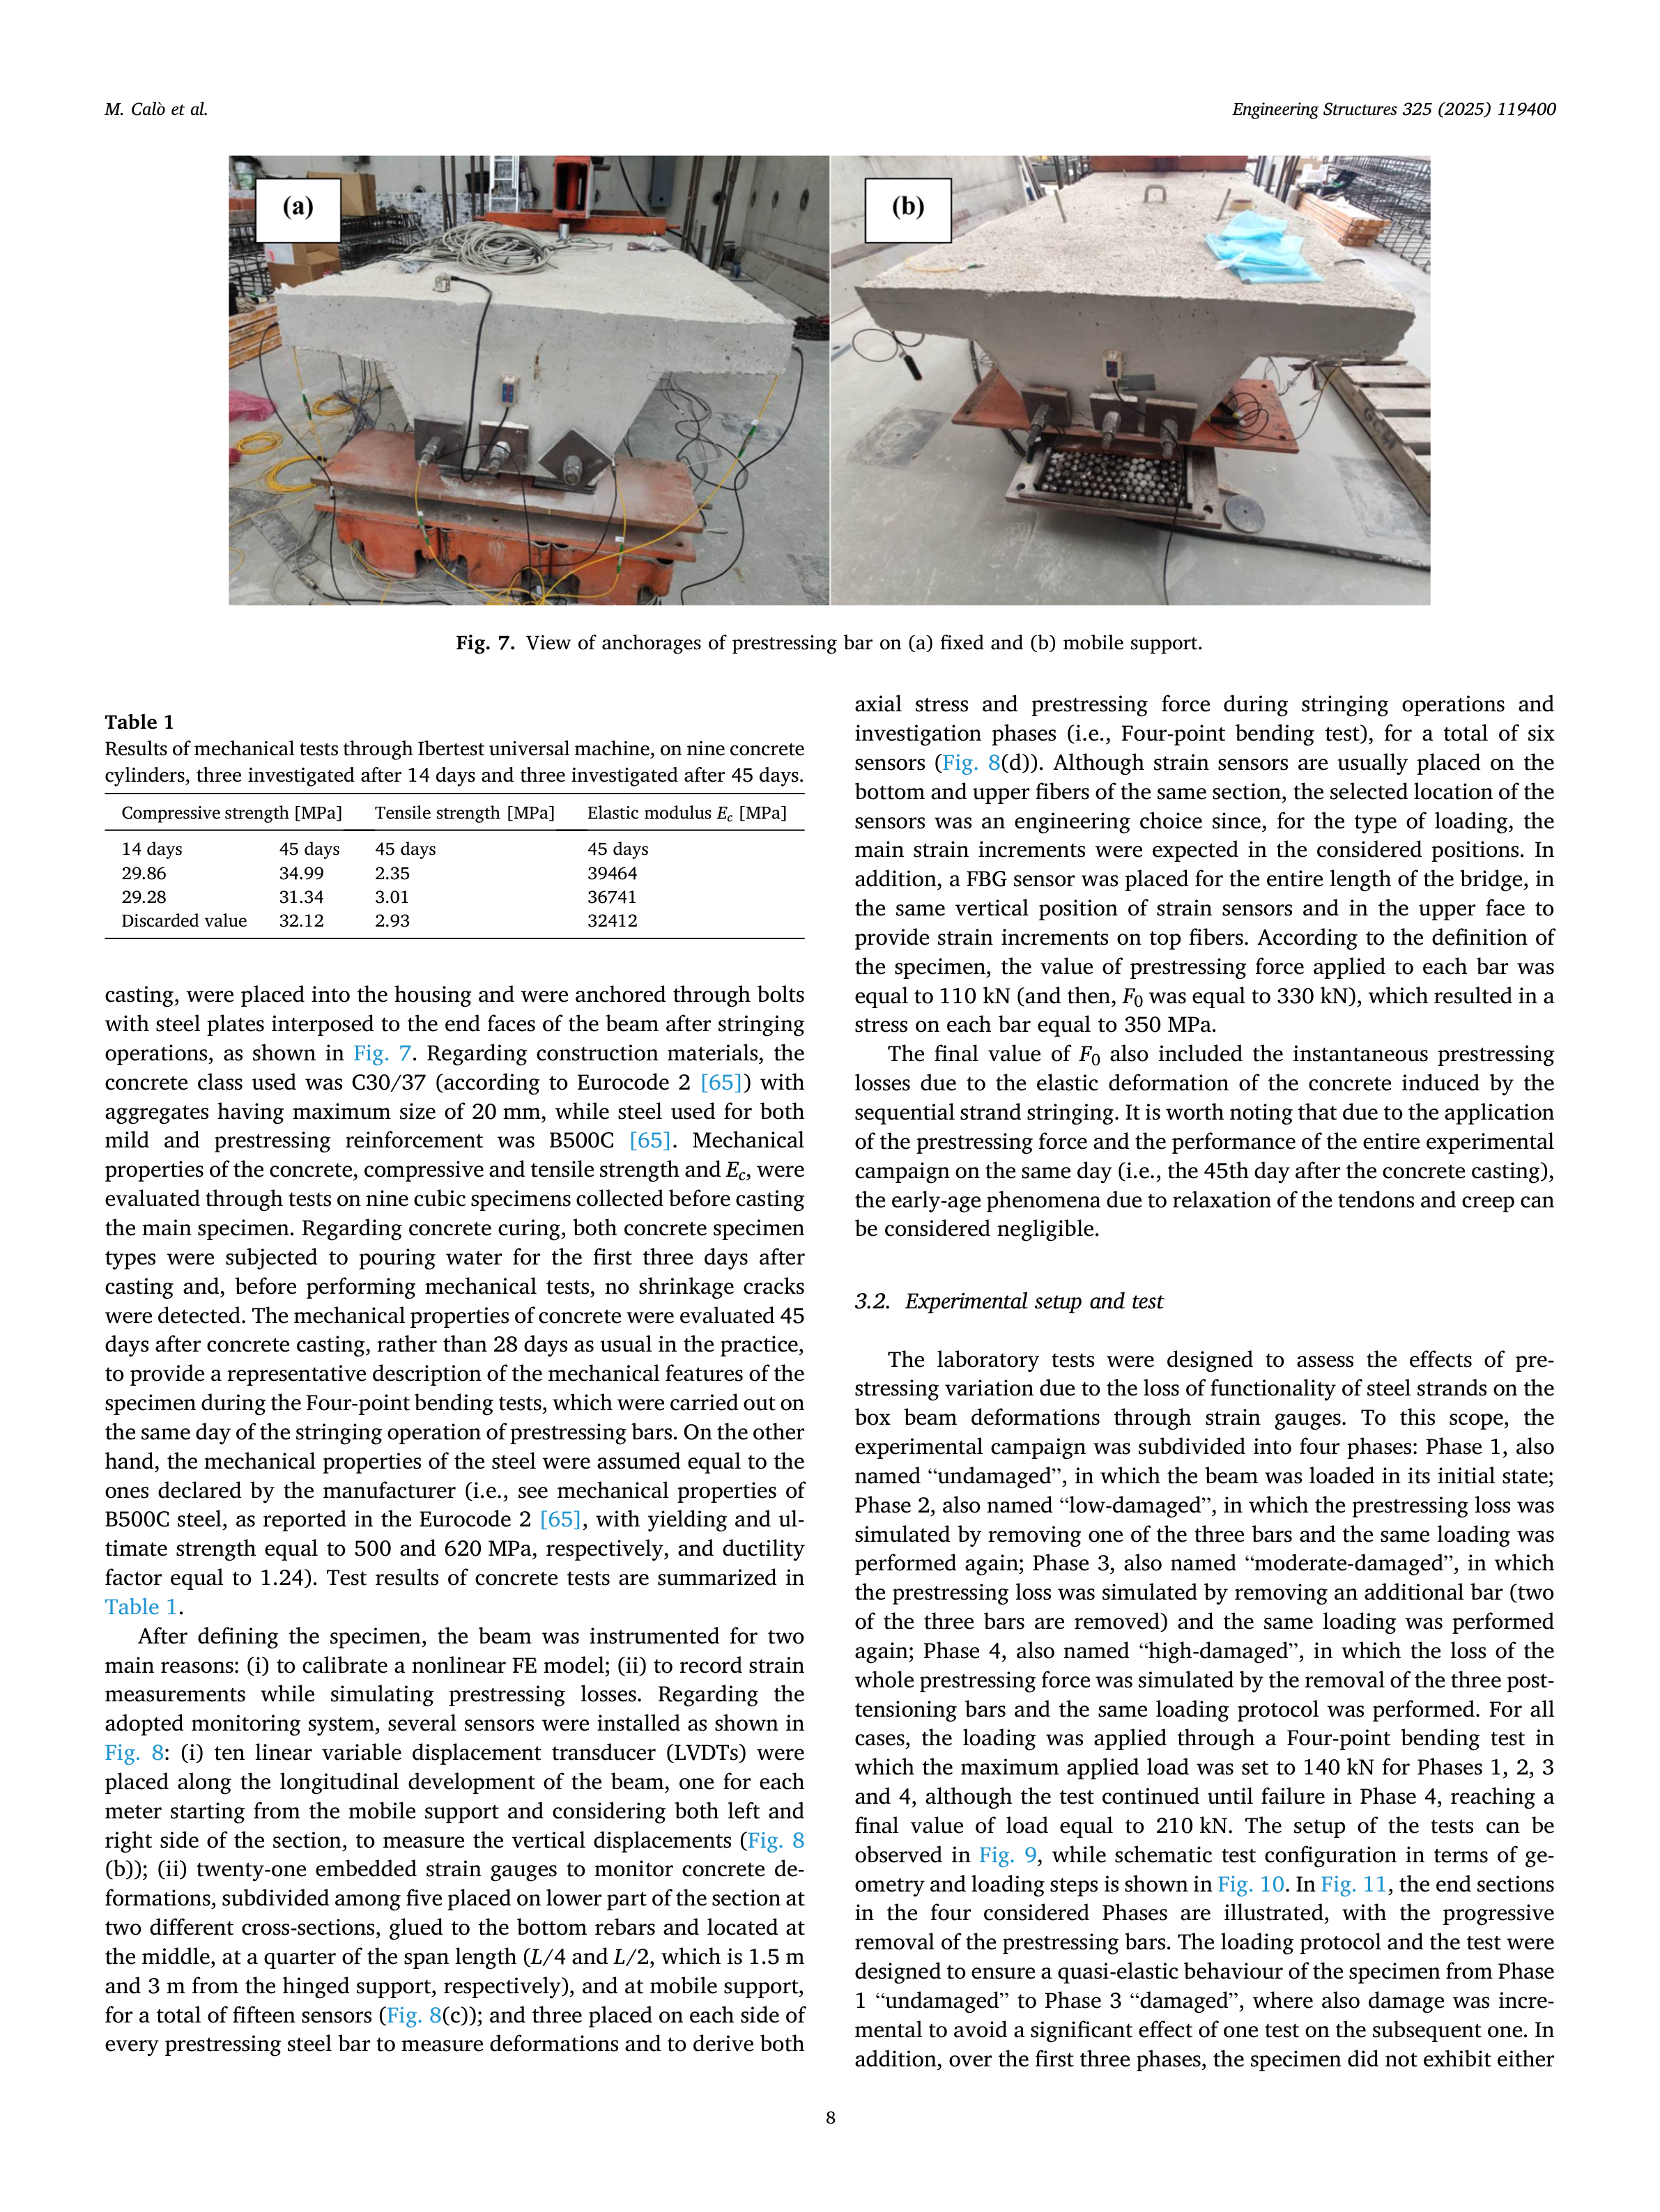 M. Calò et al.
Engineering Structures 325 (2025) 119400
(a)
(b)
Fig. 7. View of anchorages of prestressing bar on (a) fixed and (b) mobile support.
Table 1
Results of mechanical tests through Ibertest universal machine, on nine concrete
cylinders, three investigated after 14 days and three investigated after 45 days.
Compressive strength [MPa] Tensile strength [MPa] Elastic modulus Ec [MPa]
14 days 45 days 45 days 45 days
29.86 34.99 2.35 39464
29.28 31.34 3.01 36741
Discarded value 32.12 2.93 32412
casting, were placed into the housing and were anchored through bolts
with steel plates interposed to the end faces of the beam after stringing
operations, as shown in Fig. 7. Regarding construction materials, the
concrete class used was C30/37 (according to Eurocode 2 [65]) with
aggregates having maximum size of 20 mm, while steel used for both
mild and prestressing reinforcement was B500C [65]. Mechanical
properties of the concrete, compressive and tensile strength and Ec, were
evaluated through tests on nine cubic specimens collected before casting
the main specimen. Regarding concrete curing, both concrete specimen
types were subjected to pouring water for the first three days after
casting and, before performing mechanical tests, no shrinkage cracks
were detected. The mechanical properties of concrete were evaluated 45
days after concrete casting, rather than 28 days as usual in the practice,
to provide a representative description of the mechanical features of the
specimen during the Four-point bending tests, which were carried out on
the same day of the stringing operation of prestressing bars. On the other
hand, the mechanical properties of the steel were assumed equal to the
ones declared by the manufacturer (i.e., see mechanical properties of
B500C steel, as reported in the Eurocode 2 [65], with yielding and ul-
timate strength equal to 500 and 620 MPa, respectively, and ductility
factor equal to 1.24). Test results of concrete tests are summarized in
Table 1.
After defining the specimen, the beam was instrumented for two
main reasons: (i) to calibrate a nonlinear FE model; (ii) to record strain
measurements while simulating prestressing losses. Regarding the
adopted monitoring system, several sensors were installed as shown in
Fig. 8: (i) ten linear variable displacement transducer (LVDTs) were
placed along the longitudinal development of the beam, one for each
meter starting from the mobile support and considering both left and
right side of the section, to measure the vertical displacements (Fig. 8
(b)); (ii) twenty-one embedded strain gauges to monitor concrete de-
formations, subdivided among five placed on lower part of the section at
two different cross-sections, glued to the bottom rebars and located at
the middle, at a quarter of the span length (L/4 and L/2, which is 1.5 m
and 3 m from the hinged support, respectively), and at mobile support,
for a total of fifteen sensors (Fig. 8(c)); and three placed on each side of
every prestressing steel bar to measure deformations and to derive both
axial stress and prestressing force during stringing operations and
investigation phases (i.e., Four-point bending test), for a total of six
sensors (Fig. 8(d)). Although strain sensors are usually placed on the
bottom and upper fibers of the same section, the selected location of the
sensors was an engineering choice since, for the type of loading, the
main strain increments were expected in the considered positions. In
addition, a FBG sensor was placed for the entire length of the bridge, in
the same vertical position of strain sensors and in the upper face to
provide strain increments on top fibers. According to the definition of
the specimen, the value of prestressing force applied to each bar was
equal to 110 kN (and then, F0 was equal to 330 kN), which resulted in a
stress on each bar equal to 350 MPa.
The final value of F0 also included the instantaneous prestressing
losses due to the elastic deformation of the concrete induced by the
sequential strand stringing. It is worth noting that due to the application
of the prestressing force and the performance of the entire experimental
campaign on the same day (i.e., the 45th day after the concrete casting),
the early-age phenomena due to relaxation of the tendons and creep can
be considered negligible.
3.2. Experimental setup and test
The laboratory tests were designed to assess the effects of pre-
stressing variation due to the loss of functionality of steel strands on the
box beam deformations through strain gauges. To this scope, the
experimental campaign was subdivided into four phases: Phase 1, also
named “undamaged”, in which the beam was loaded in its initial state;
Phase 2, also named “low-damaged”, in which the prestressing loss was
simulated by removing one of the three bars and the same loading was
performed again; Phase 3, also named “moderate-damaged”, in which
the prestressing loss was simulated by removing an additional bar (two
of the three bars are removed) and the same loading was performed
again; Phase 4, also named “high-damaged”, in which the loss of the
whole prestressing force was simulated by the removal of the three post-
tensioning bars and the same loading protocol was performed. For all
cases, the loading was applied through a Four-point bending test in
which the maximum applied load was set to 140 kN for Phases 1, 2, 3
and 4, although the test continued until failure in Phase 4, reaching a
final value of load equal to 210 kN. The setup of the tests can be
observed in Fig. 9, while schematic test configuration in terms of ge-
ometry and loading steps is shown in Fig. 10. In Fig. 11, the end sections
in the four considered Phases are illustrated, with the progressive
removal of the prestressing bars. The loading protocol and the test were
designed to ensure a quasi-elastic behaviour of the specimen from Phase
1 “undamaged” to Phase 3 “damaged”, where also damage was incre-
mental to avoid a significant effect of one test on the subsequent one. In
addition, over the first three phases, the specimen did not exhibit either
8